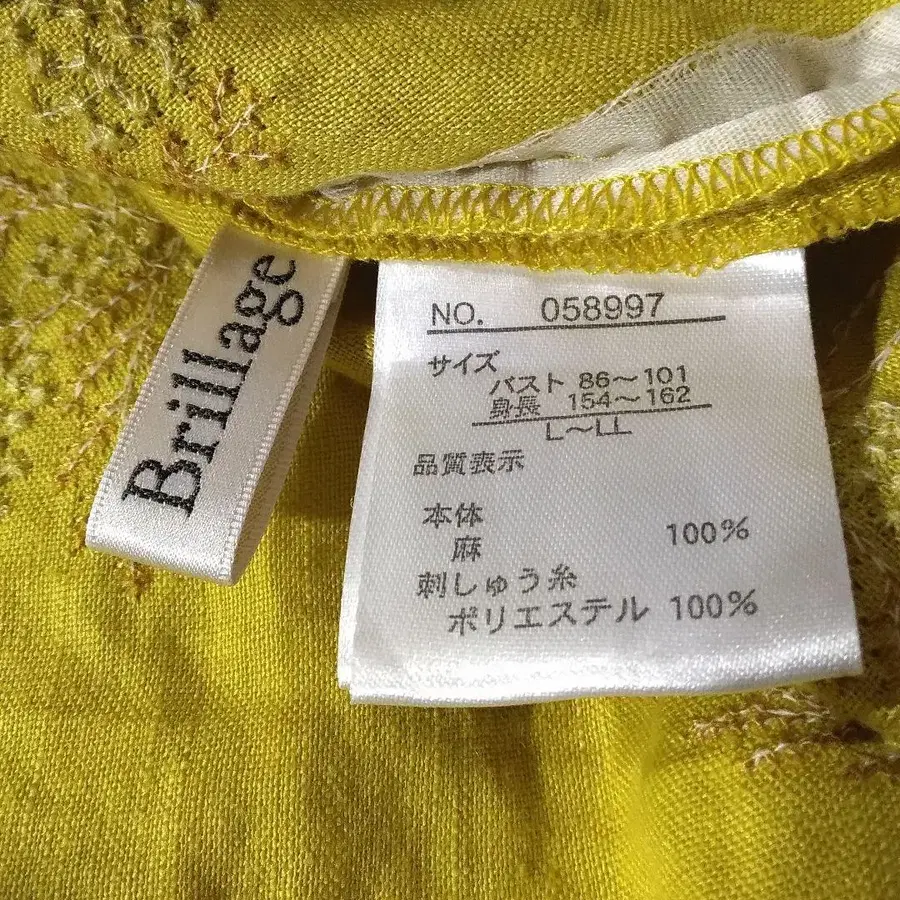 Brillage
NO. 058997
サイズ
バスト 86～101
身長 154～162
L～LL
品質表示
本体
麻 100%
刺しゅう糸
ポリエステル 100%